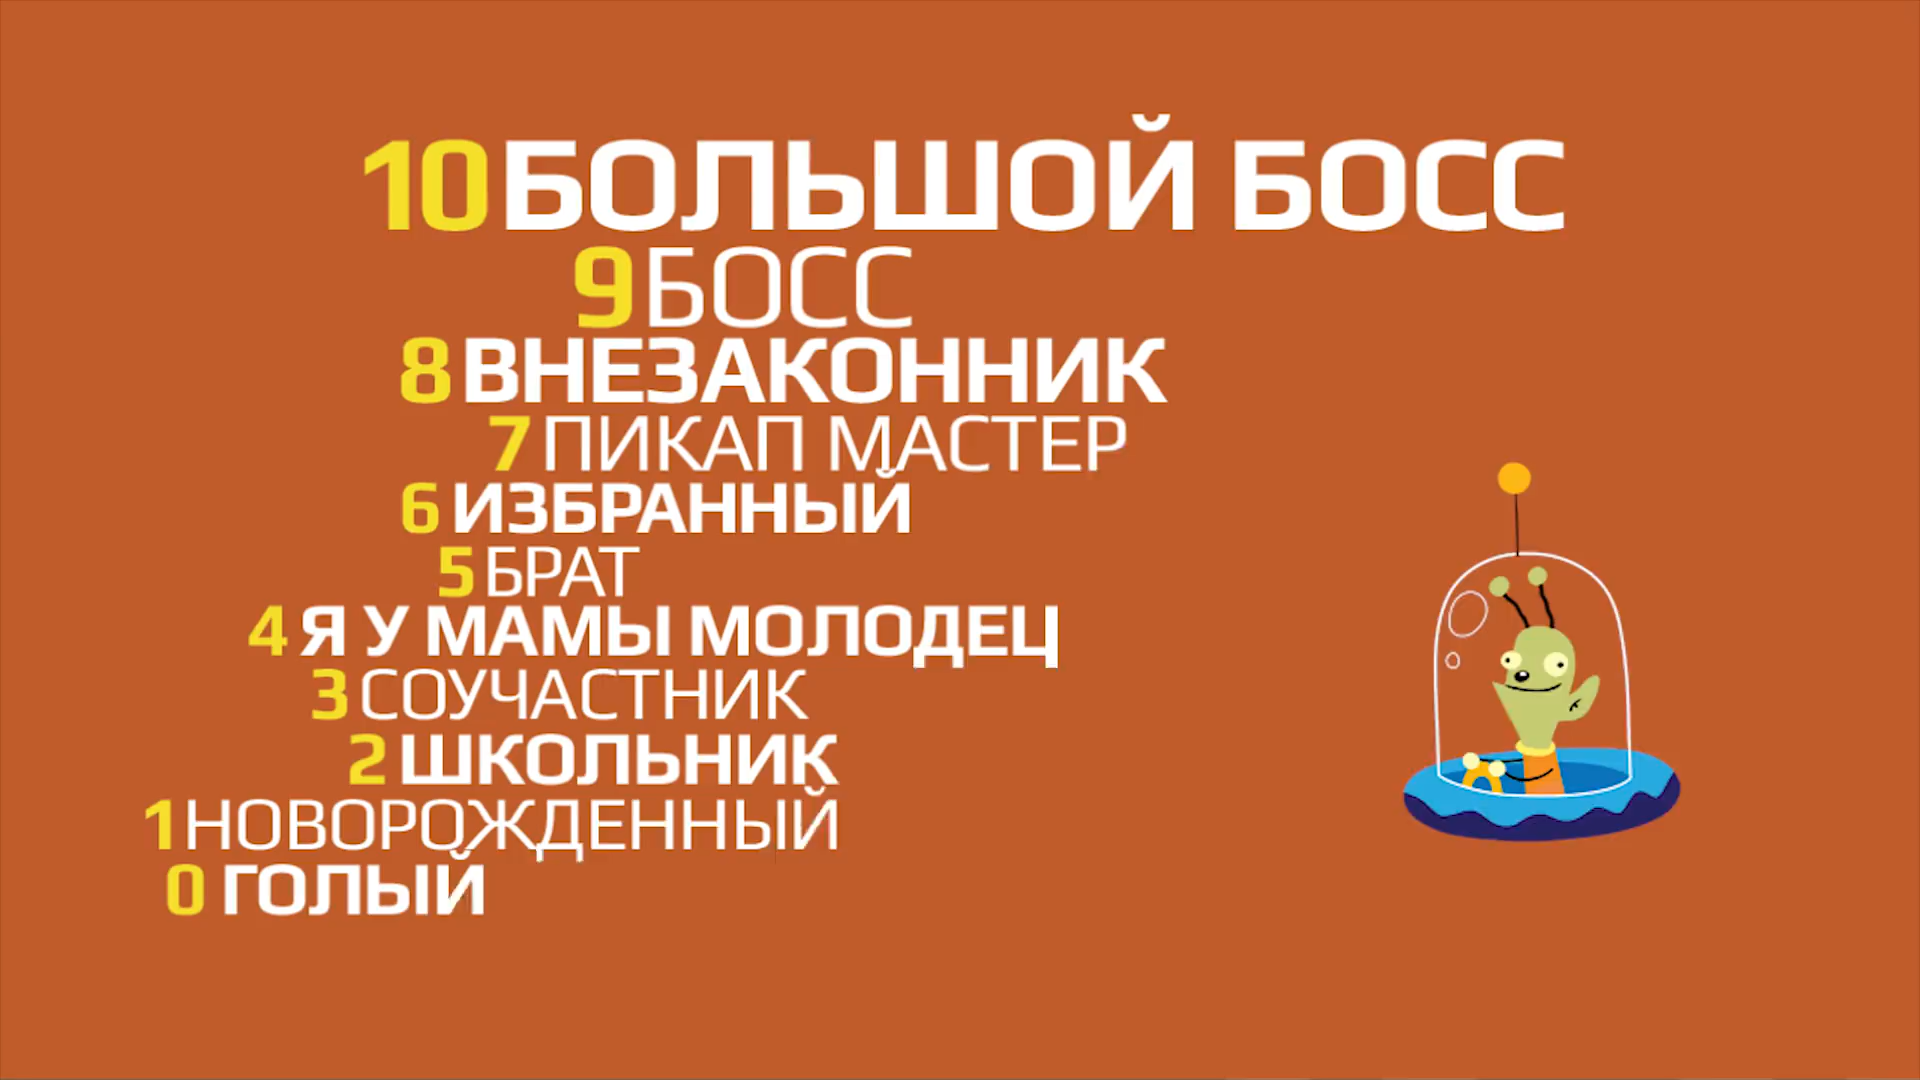 10 БОЛЬШОЙ БОСС
9 БОСС
8 ВНЕЗАКОННИК
7 ПИКАП МАСТЕР
6 ИЗБРАННЫЙ
5 БРАТ
4 Я У МАМЫ МОЛОДЕЦ
3 СОУЧАСТНИК
2 ШКОЛЬНИК
1 НОВОРОЖДЕННЫЙ
0 ГОЛЫЙ